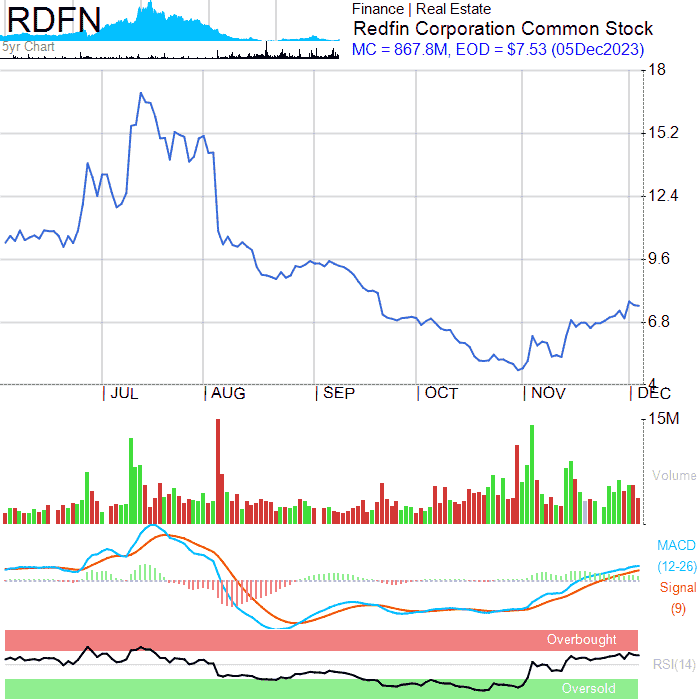 RDFN
5yr Chart
Finance | Real Estate
Redfin Corporation Common Stock
MC = 867.8M, EOD = $7.53 (05Dec2023)
18
15.2
12.4
9.6
6.8
4
JUL
AUG
SEP
OCT
NOV
DEC
15M
Volume
MACD
(12-26)
Signal
(9)
Overbought
RSI(14)
Oversold